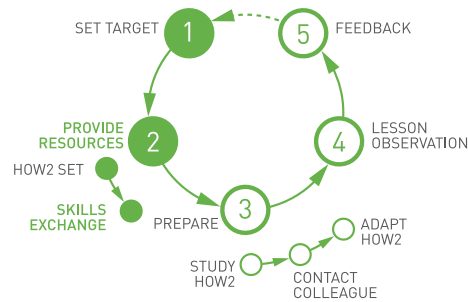 SET TARGET
1
5
FEEDBACK
PROVIDE
RESOURCES
2
4
LESSON
OBSERVATION
HOW2 SET
SKILLS
EXCHANGE
PREPARE
3
ADAPT
HOW2
STUDY
HOW2
CONTACT
COLLEAGUE